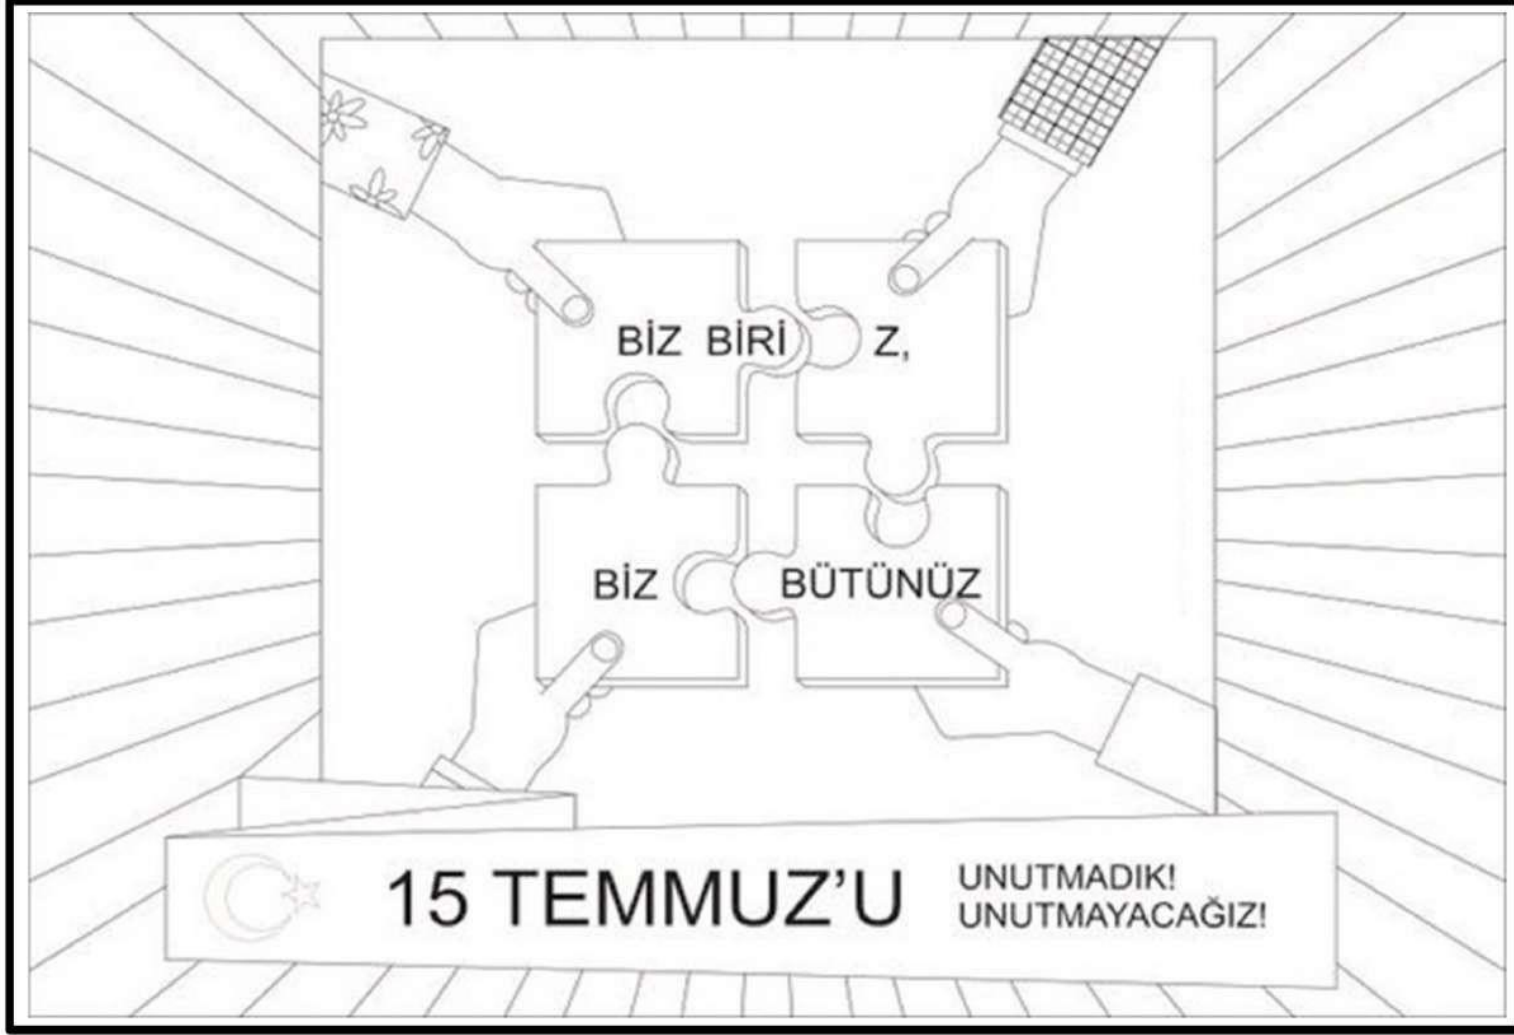 BİZ BİRİ Z,
BİZ BÜTÜNÜZ
15 TEMMUZ'U
UNUTMADIK!
UNUTMAYACAĞIZ!